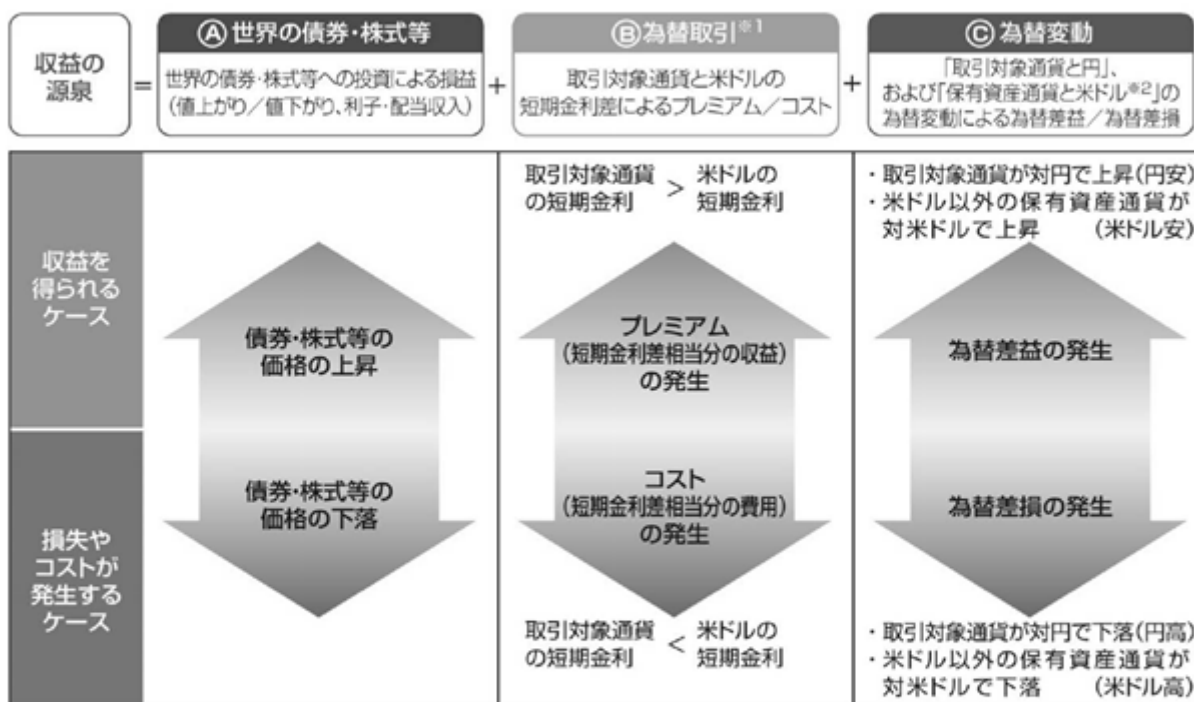 収益の
源泉
=
Ⓐ世界の債券・株式等
世界の債券・株式等への投資による損益
(値上がり/値下がり、利子・配当収入)
+
Ⓑ為替取引※1
取引対象通貨と米ドルの
短期金利差によるプレミアム/コスト
+
Ⓒ為替変動
「取引対象通貨と円」、
および「保有資産通貨と米ドル※2」の
為替変動による為替差益/為替差損
収益を
得られる
ケース
債券・株式等の
価格の上昇
取引対象通貨
の短期金利
>
米ドルの
短期金利
プレミアム
(短期金利差相当分の収益)
の発生
・取引対象通貨が対円で上昇(円安)
・米ドル以外の保有資産通貨が
対米ドルで上昇 (米ドル安)
為替差益の発生
損失や
コストが
発生する
ケース
債券・株式等の
価格の下落
コスト
(短期金利差相当分の費用)
の発生
取引対象通貨
の短期金利
<
米ドルの
短期金利
為替差損の発生
・取引対象通貨が対円で下落(円高)
・米ドル以外の保有資産通貨が
対米ドルで下落 (米ドル高)